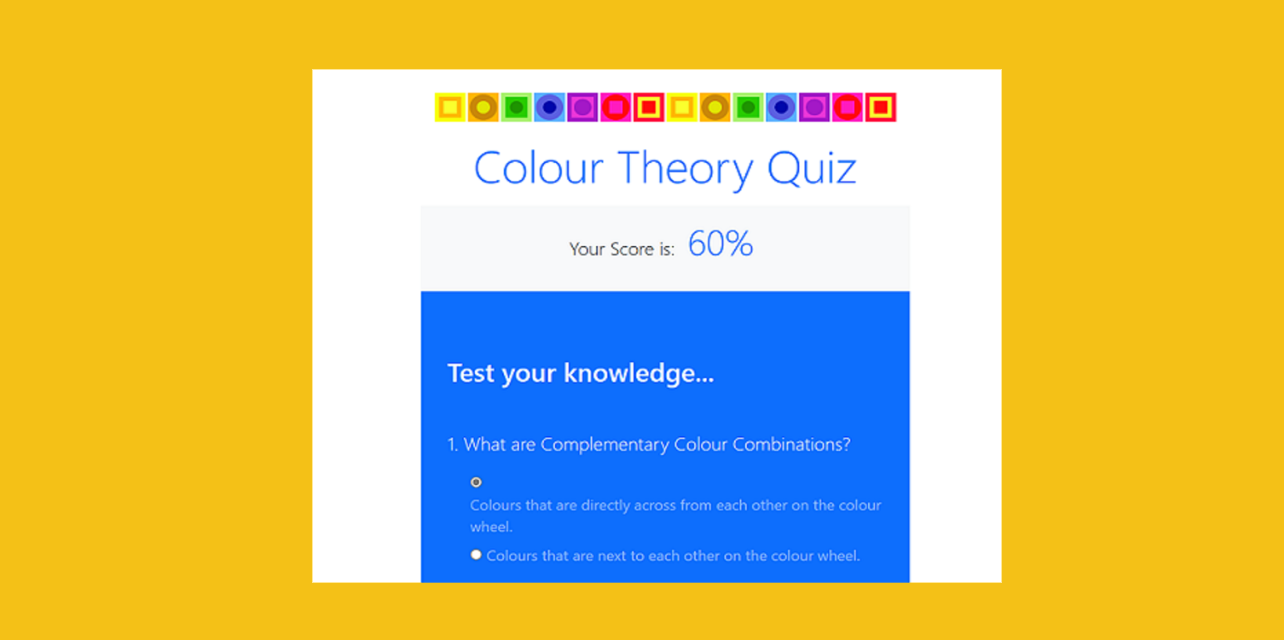 Colour Theory Quiz
Your Score is: 60%
Test your knowledge...
1. What are Complementary Colour Combinations?
Colours that are directly across from each other on the colour
wheel.
Colours that are next to each other on the colour wheel.